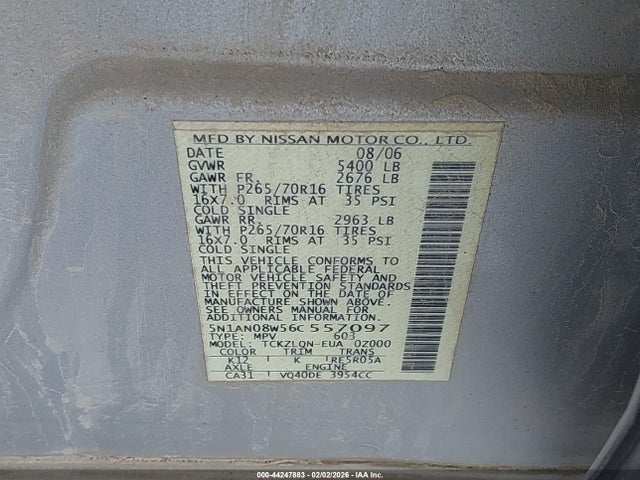 MFD BY NISSAN MOTOR CO., LTD.
DATE 08/06
GVWR 5400 LB
GAWR FR. 2676 LB
WITH P265/70R16 TIRES
16X7.0 RIMS AT 35 PSI
COLD SINGLE
GAWR RR. 2963 LB
WITH P265/70R16 TIRES
16X7.0 RIMS AT 35 PSI
COLD SINGLE
THIS VEHICLE CONFORMS TO
ALL APPLICABLE FEDERAL
MOTOR VEHICLE SAFETY AND
THEFT PREVENTION STANDARDS
IN EFFECT ON THE DATE OF
MANUFACTURE SHOWN ABOVE.
SEE OWNERS MANUAL FOR
ADDITIONAL INFORMATION.
5N1AN08W56C557097
TYPE: MPV 603
MODEL: TCKZLQN-EUA 0Z000
COLOR TRIM TRANS
K12 K RE5R05A
AXLE ENGINE
CA31 VQ40DE 3954CC
000-44247883 - 02/02/2026 - IAA Inc.